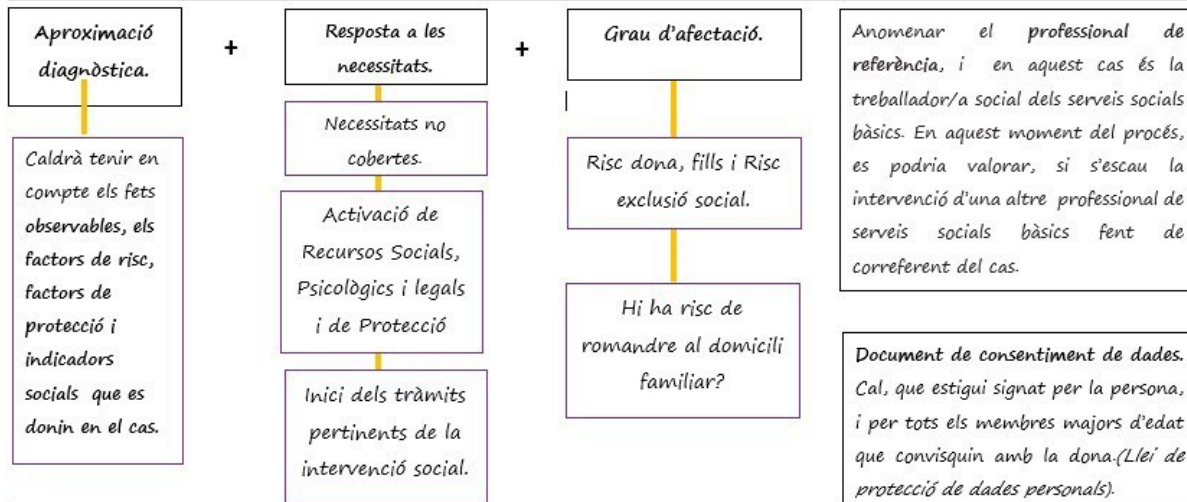 Aproximació
diagnòstica.
Caldrà tenir en
compte els fets
observables, els
factors de risc,
factors de
protecció i
indicadors
socials que es
donin en el cas.
+
Resposta a les
necessitats.
Necessitats no
cobertes.
Activació de
Recursos Socials,
Psicològics i legals
i de Protecció
Inici dels tràmits
pertinents de la
intervenció social.
+
Grau d'afectació.
Risc dona, fills i Risc
exclusió social.
Hi ha risc de
romandre al domicili
familiar?
Anomenar el professional de
referència, i en aquest cas és la
treballador/a social dels serveis socials
bàsics. En aquest moment del procés,
es podria valorar, si s'escau la
intervenció d'una altre professional de
serveis socials bàsics fent de
correferent del cas.
Document de consentiment de dades.
Cal, que estigui signat per la persona,
i per tots els membres majors d'edat
que convisquin amb la dona.(Llei de
protecció de dades personals).